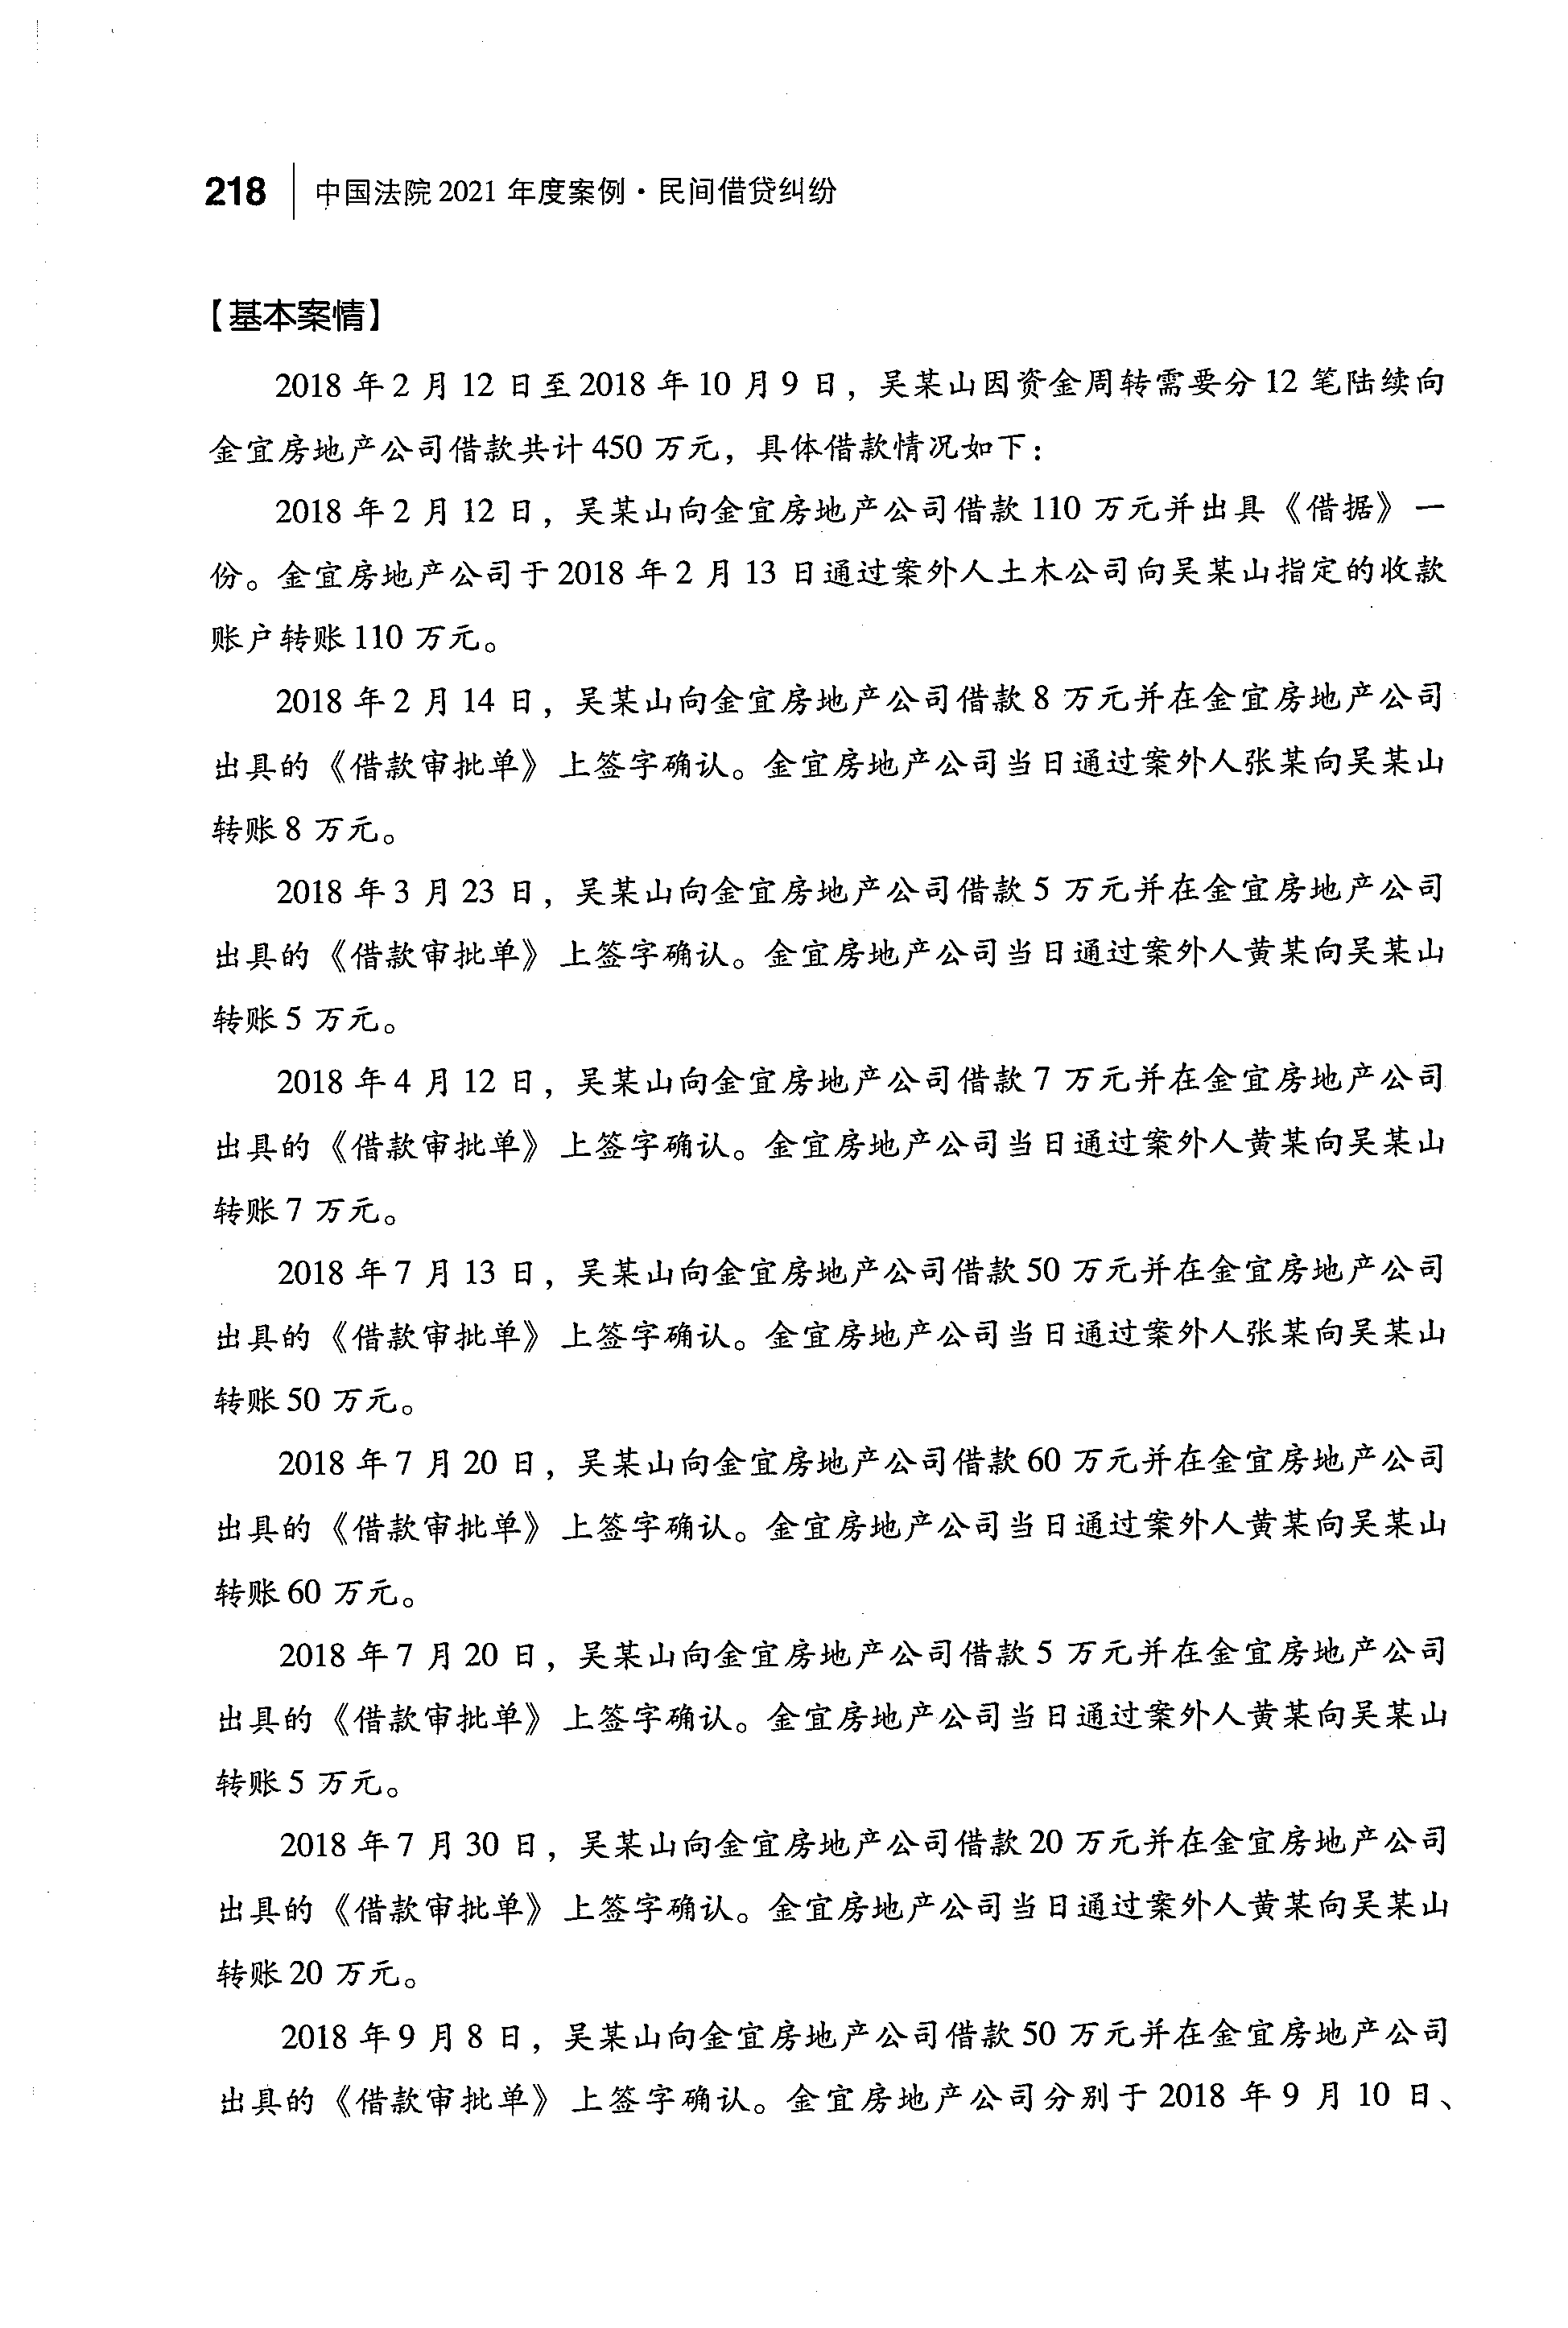 218 | 中国法院2021年度案例·民间借贷纠纷
【基本案情】
2018年2月12日至2018年10月9日，吴某山因资金周转需要分12笔陆续向
金宜房地产公司借款共计450万元，具体借款情况如下：
2018年2月12日，吴某山向金宜房地产公司借款110万元并出具《借据》一
份。金宜房地产公司于2018年2月13日通过案外人土木公司向吴某山指定的收款
账户转账110万元。
2018年2月14日，吴某山向金宜房地产公司借款8万元并在金宜房地产公司
出具的《借款审批单》上签字确认。金宜房地产公司当日通过案外人张某向吴某山
转账8万元。
2018年3月23日，吴某山向金宜房地产公司借款5万元并在金宜房地产公司
出具的《借款审批单》上签字确认。金宜房地产公司当日通过案外人黄某向吴某山
转账5万元。
2018年4月12日，吴某山向金宜房地产公司借款7万元并在金宜房地产公司
出具的《借款审批单》上签字确认。金宜房地产公司当日通过案外人黄某向吴某山
转账7万元。
2018年7月13日，吴某山向金宜房地产公司借款50万元并在金宜房地产公司
出具的《借款审批单》上签字确认。金宜房地产公司当日通过案外人张某向吴某山
转账50万元。
2018年7月20日，吴某山向金宜房地产公司借款60万元并在金宜房地产公司
出具的《借款审批单》上签字确认。金宜房地产公司当日通过案外人黄某向吴某山
转账60万元。
2018年7月20日，吴某山向金宜房地产公司借款5万元并在金宜房地产公司
出具的《借款审批单》上签字确认。金宜房地产公司当日通过案外人黄某向吴某山
转账5万元。
2018年7月30日，吴某山向金宜房地产公司借款20万元并在金宜房地产公司
出具的《借款审批单》上签字确认。金宜房地产公司当日通过案外人黄某向吴某山
转账20万元。
2018年9月8日，吴某山向金宜房地产公司借款50万元并在金宜房地产公司
出具的《借款审批单》上签字确认。金宜房地产公司分别于2018年9月10日、